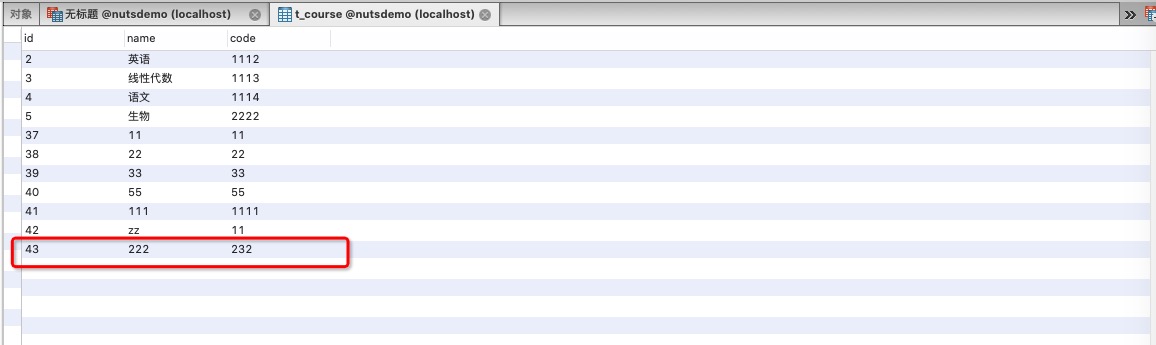 对象 无标题 @nutsdemo (localhost) t_course @nutsdemo (localhost)
id name code
2 英语 1112
3 线性代数 1113
4 语文 1114
5 生物 2222
37 11 11
38 22 22
39 33 33
40 55 55
41 111 1111
42 zz 11
43 222 232